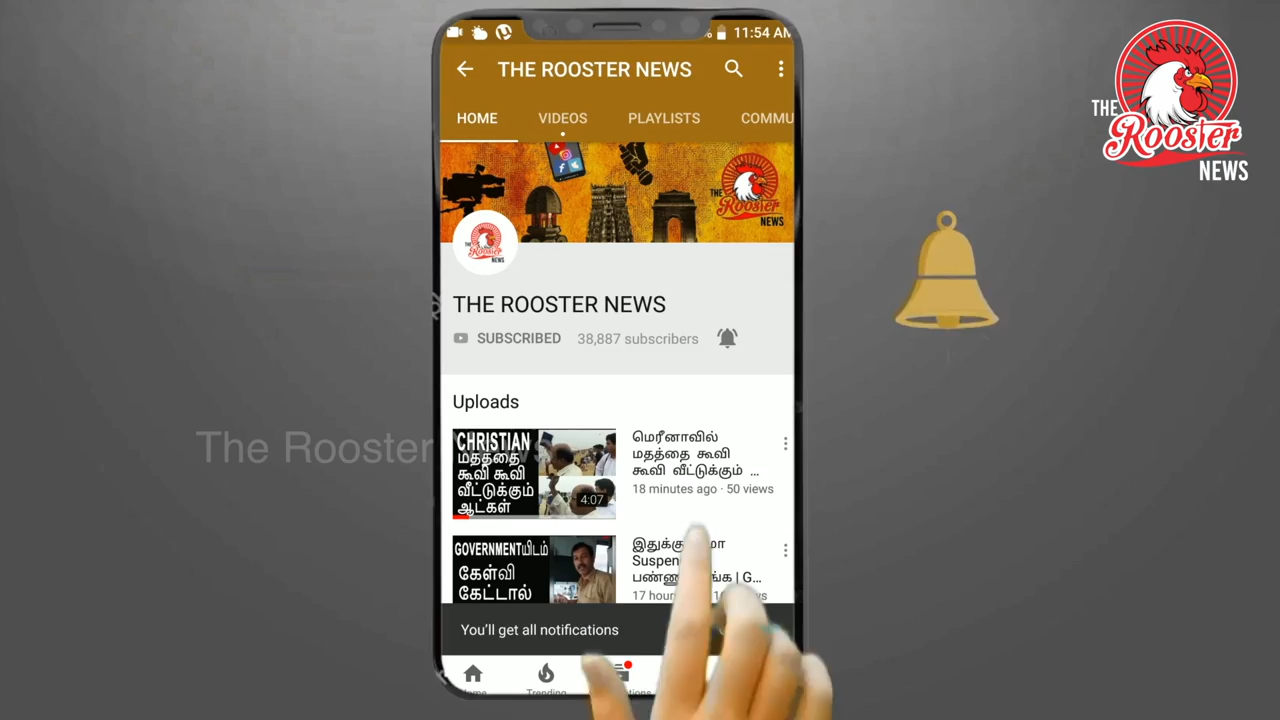 11:54 AM
THE ROOSTER NEWS
HOME VIDEOS PLAYLISTS COMMU
THE
Rooster
NEWS
THE
Rooster
NEWS
THE ROOSTER NEWS
SUBSCRIBED 38,887 subscribers
Uploads
The Rooster
CHRISTIAN
மதத்தை
கூவி கூவி
வீட்டுக்கும்
ஆட்கள்
4:07
மெரீனாவில்
மதத்தை கூவி
கூவி வீட்டுக்கும் ...
18 minutes ago · 50 views
GOVERNMENTயிடம்
கேள்வி
கேட்டால்
Suspen
| G...
17 hour
You'll get all notifications
Home
Trending